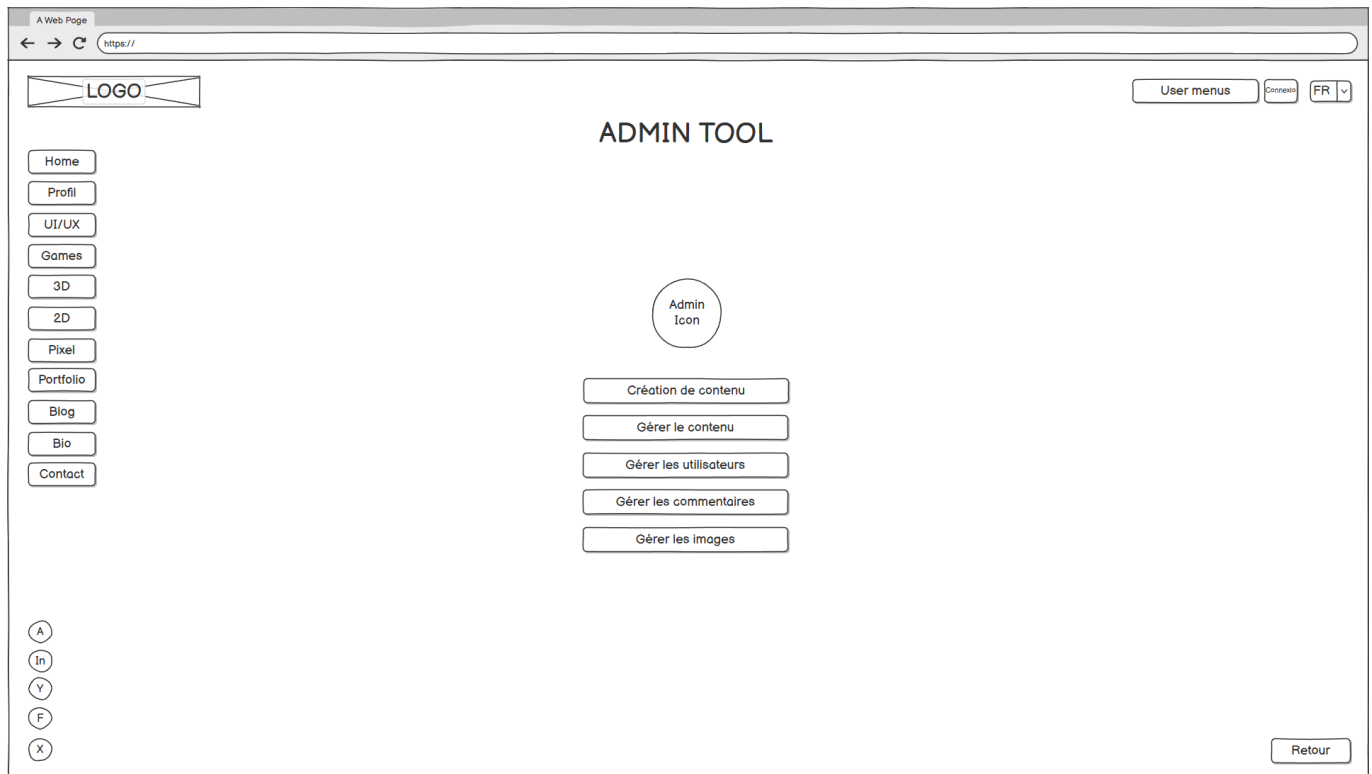 A Web Page
https://
LOGO
User menus
Connexio
FR
ADMIN TOOL
Home
Profil
UI/UX
Games
3D
2D
Pixel
Portfolio
Blog
Bio
Contact
Admin
Icon
Création de contenu
Gérer le contenu
Gérer les utilisateurs
Gérer les commentaires
Gérer les images
A
In
Y
F
X
Retour